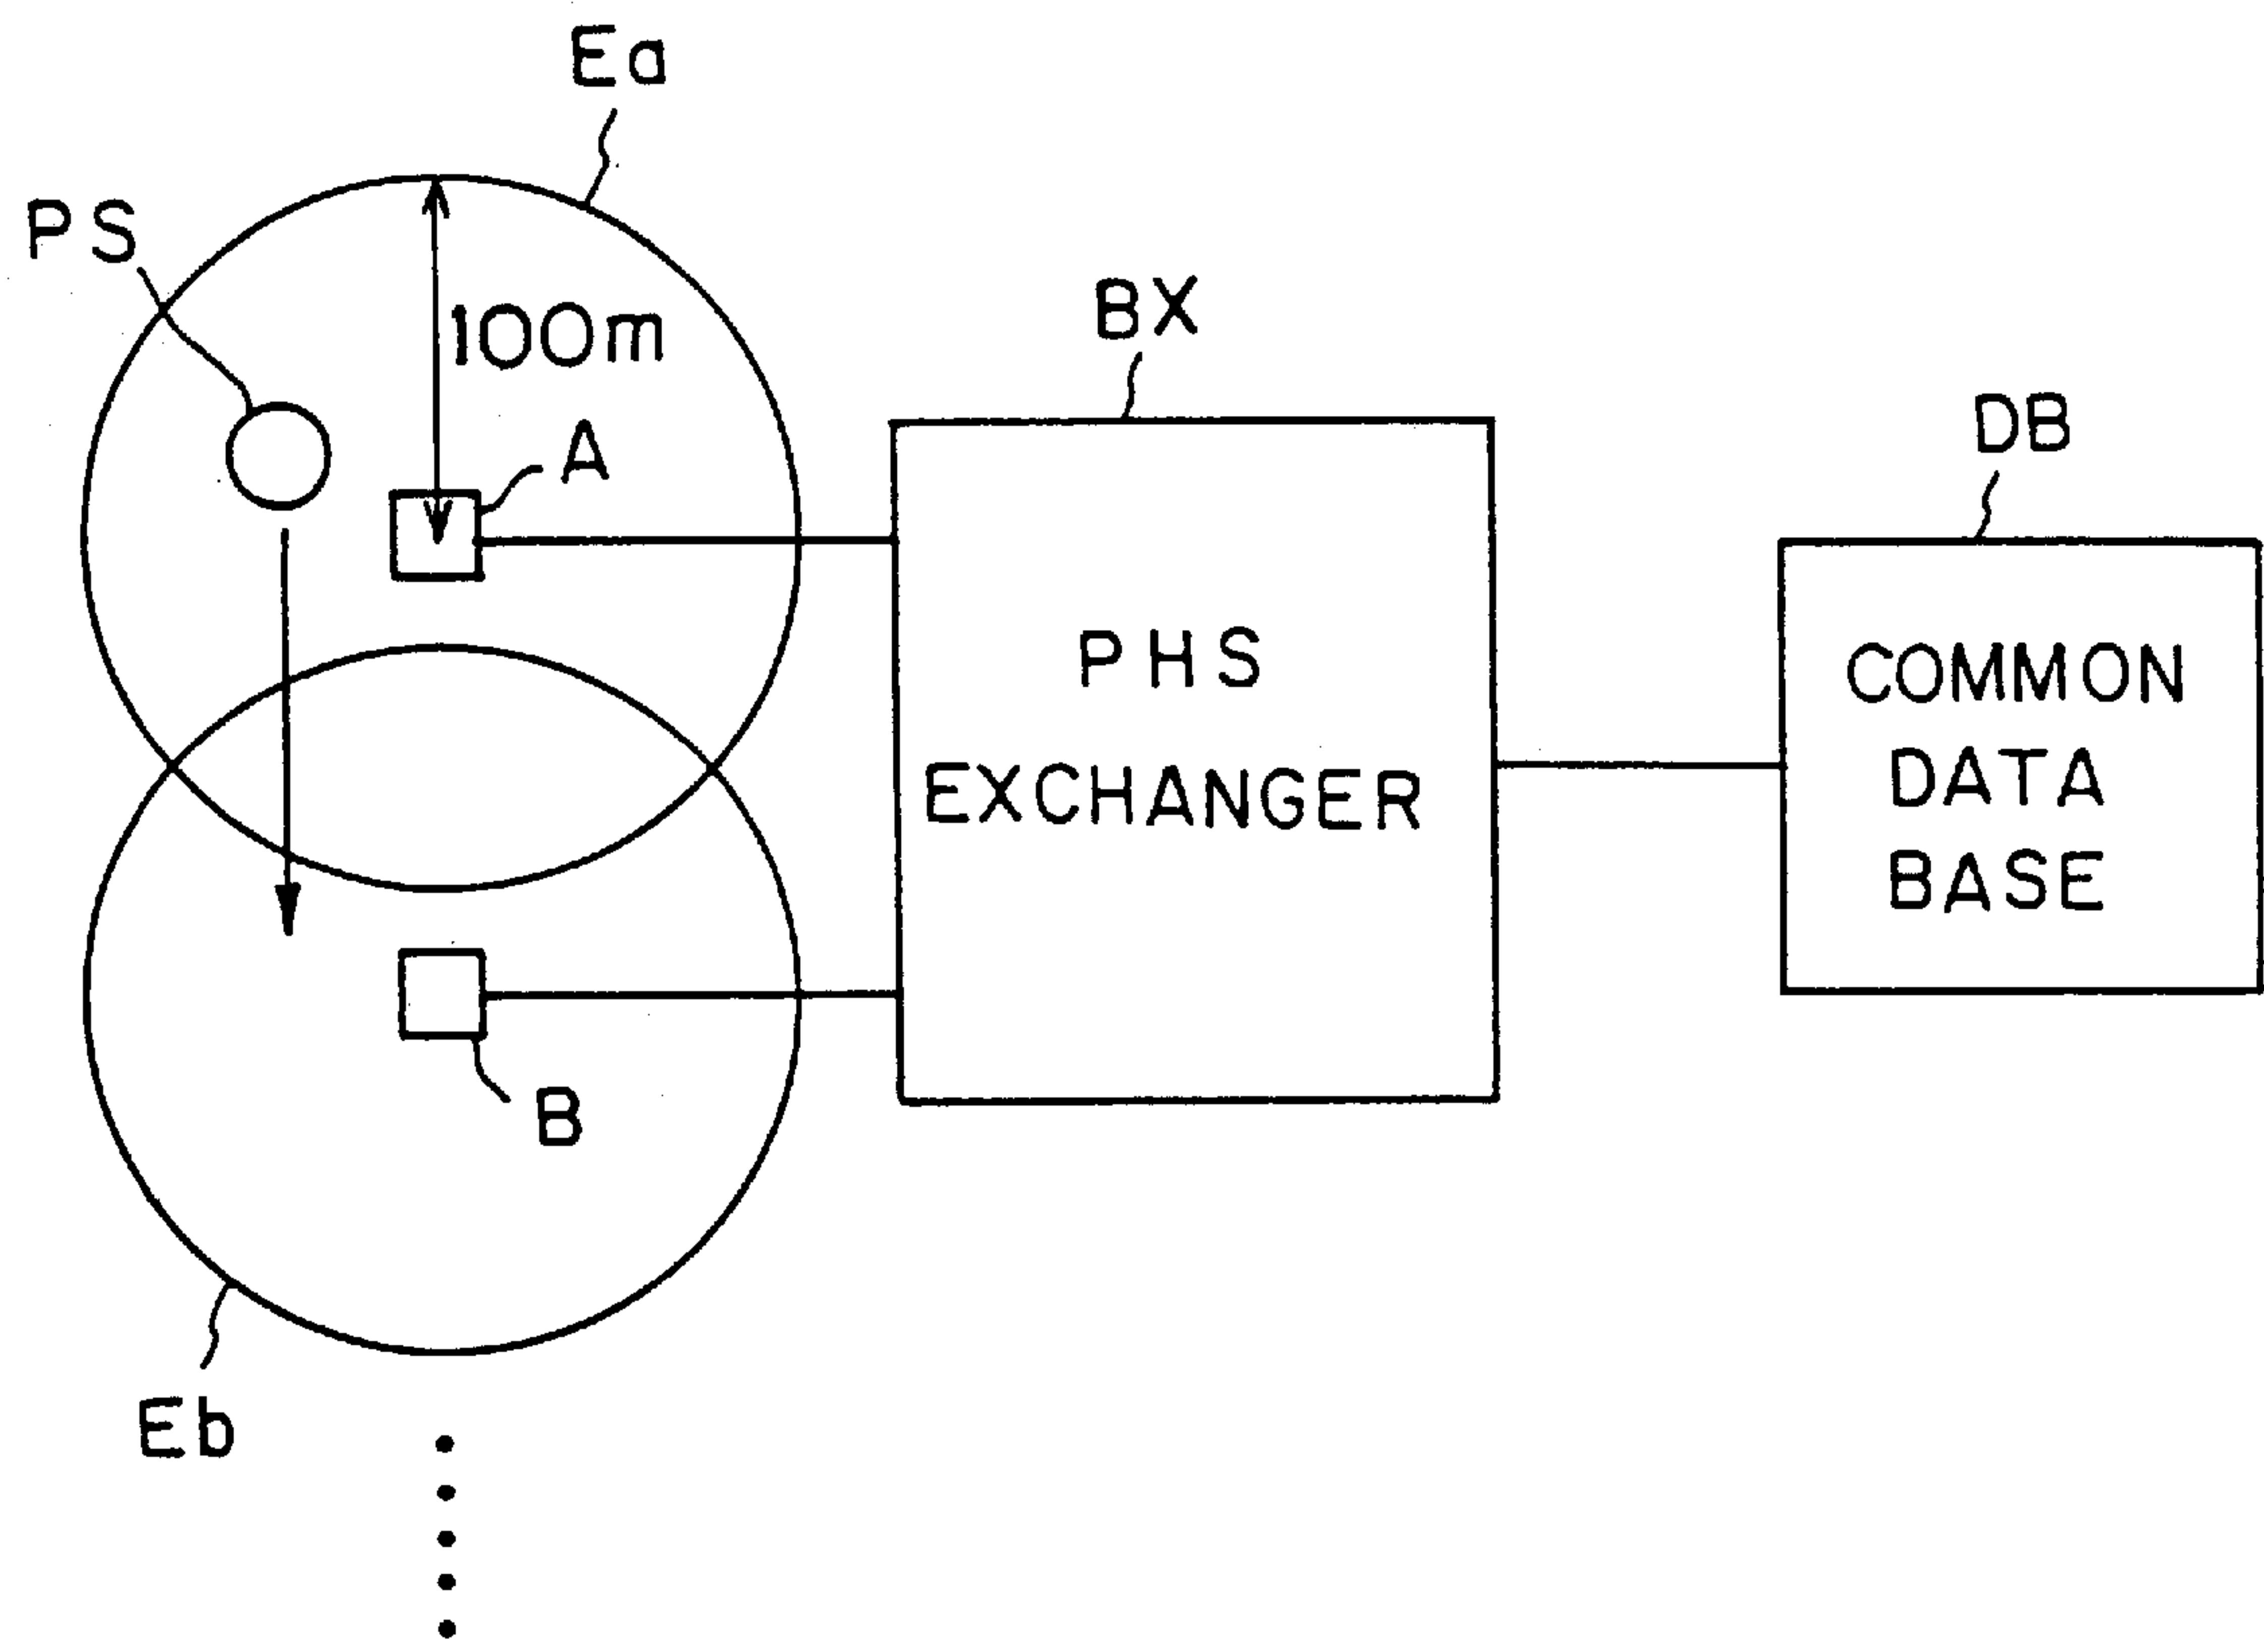 Ea
PS
100m
BX
A
DB
PHS
EXCHANGER
COMMON
DATA
BASE
B
Eb